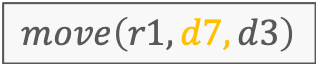 move(r1, d7, d3)